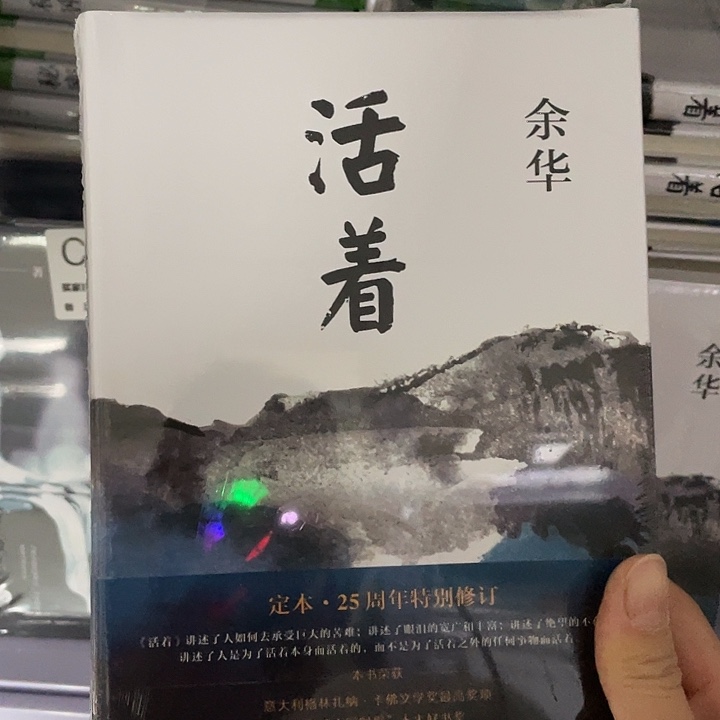 活着
余华
定本·25周年特别修订
《活着》讲述了人如何去承受巨大的苦难；讲述了眼泪的宽广和丰富；讲述了绝望的不
讲述了人是为了活着本身而活着的，而不是为了活着之外的任何事物而活着。
本书荣获
意大利格林扎纳·卡佛文学奖最高奖项
余
华
着
着